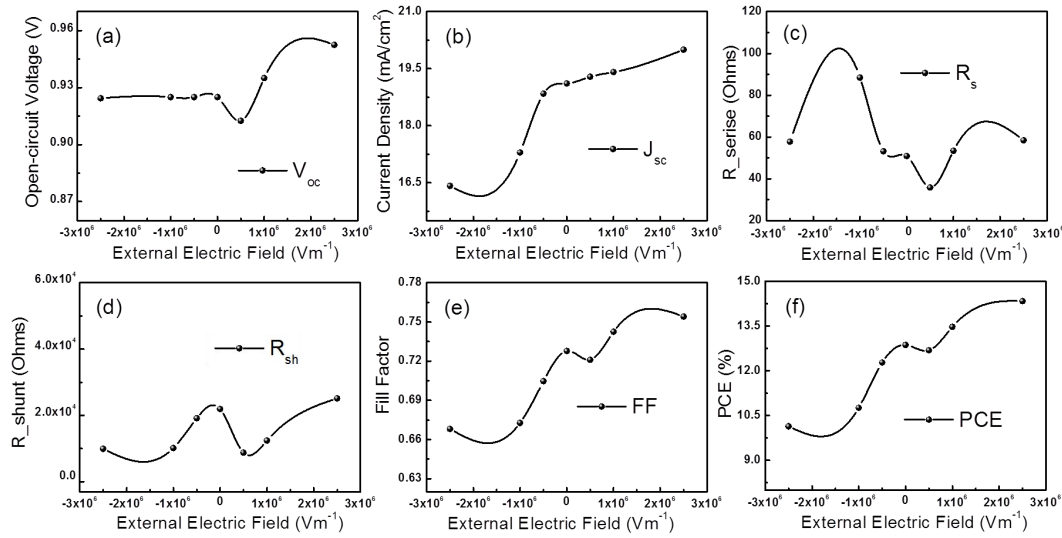 (a)
Open-circuit Voltage (V)
0.96
0.93
0.90
0.87
V_oc
-3x10^6 -2x10^6 -1x10^6 0 1x10^6 2x10^6 3x10^6
External Electric Field (Vm^-1)
(b)
Current Density (mA/cm^2)
21.0
19.5
18.0
16.5
J_sc
-3x10^6 -2x10^6 -1x10^6 0 1x10^6 2x10^6 3x10^6
External Electric Field (Vm^-1)
(c)
R_serise (Ohms)
120
100
80
60
40
20
R_s
-3x10^6 -2x10^6 -1x10^6 0 1x10^6 2x10^6 3x10^6
External Electric Field (Vm^-1)
(d)
R_shunt (Ohms)
6.0x10^4
4.0x10^4
2.0x10^4
0.0
R_sh
-3x10^6 -2x10^6 -1x10^6 0 1x10^6 2x10^6 3x10^6
External Electric Field (Vm^-1)
(e)
Fill Factor
0.78
0.75
0.72
0.69
0.66
0.63
FF
-3x10^6 -2x10^6 -1x10^6 0 1x10^6 2x10^6 3x10^6
External Electric Field (Vm^-1)
(f)
PCE (%)
15.0
13.5
12.0
10.5
9.0
PCE
-3x10^6 -2x10^6 -1x10^6 0 1x10^6 2x10^6 3x10^6
External Electric Field (Vm^-1)